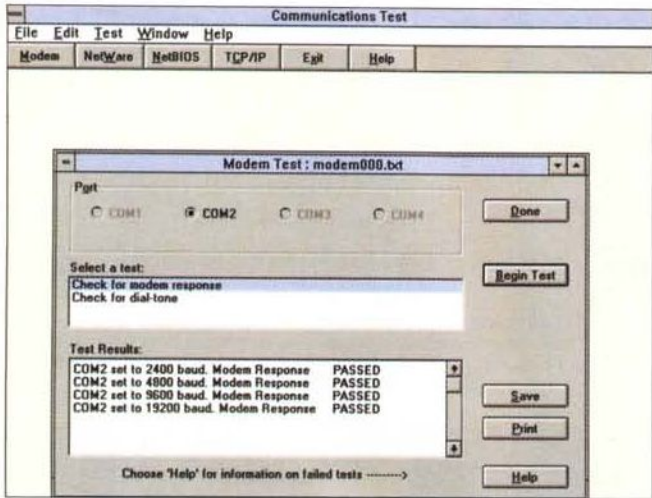 Communications Test
File Edit Test Window Help
Modem NetWare NetBIOS TCP/IP Exit Help
Modem Test : modem000.txt
Port
COM1 COM2 COM3 COM4
Done
Select a test:
Check for modem response
Check for dial-tone
Begin Test
Test Results:
COM2 set to 2400 baud. Modem Response PASSED
COM2 set to 4800 baud. Modem Response PASSED
COM2 set to 9600 baud. Modem Response PASSED
COM2 set to 19200 baud. Modem Response PASSED
Save
Print
Choose 'Help' for information on failed tests --------->
Help